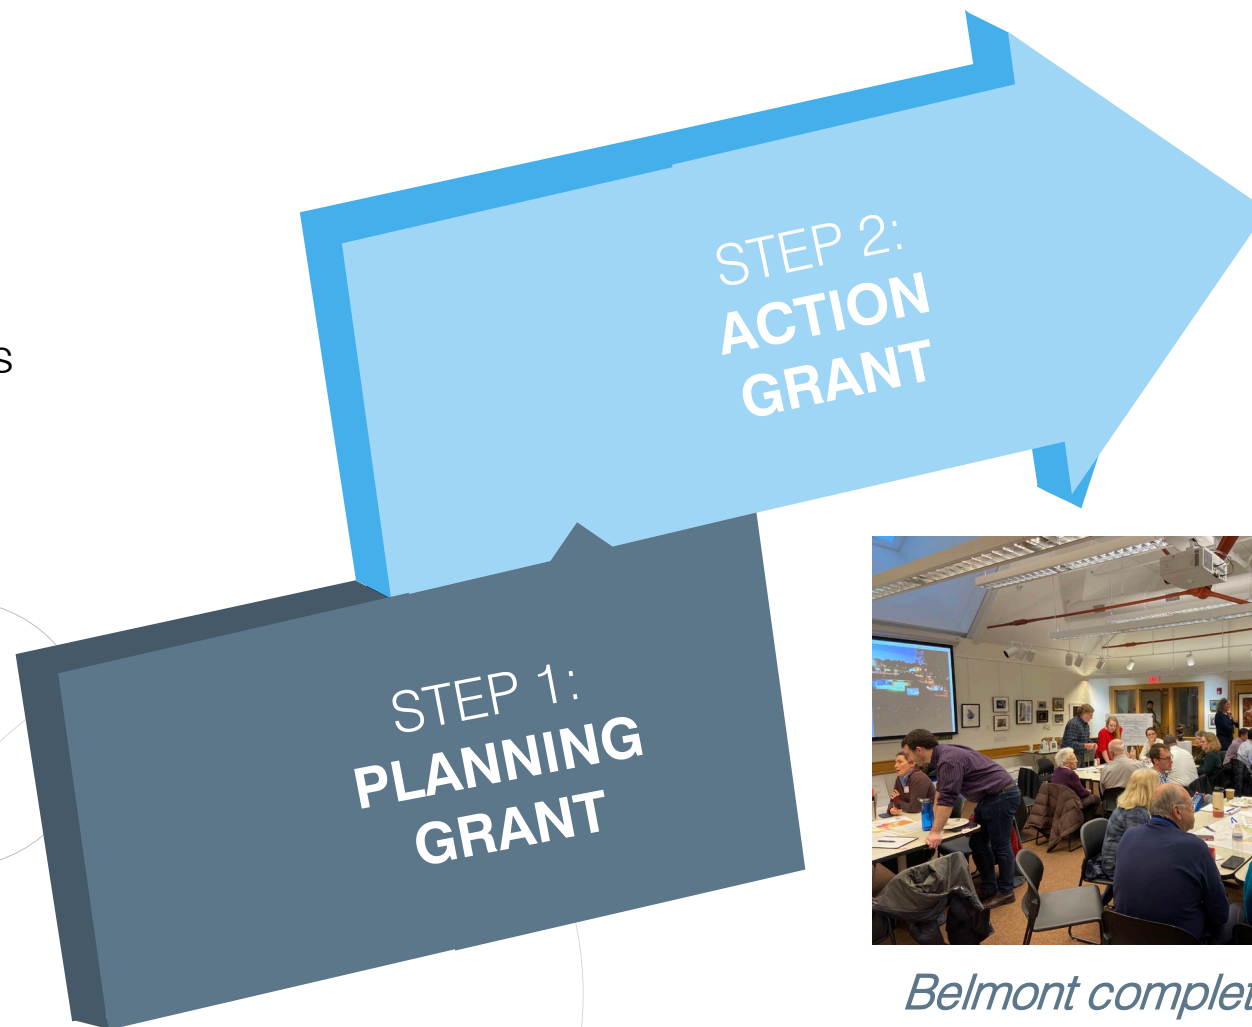 s
STEP 2:
ACTION
GRANT
STEP 1:
PLANNING
GRANT
Belmont complet